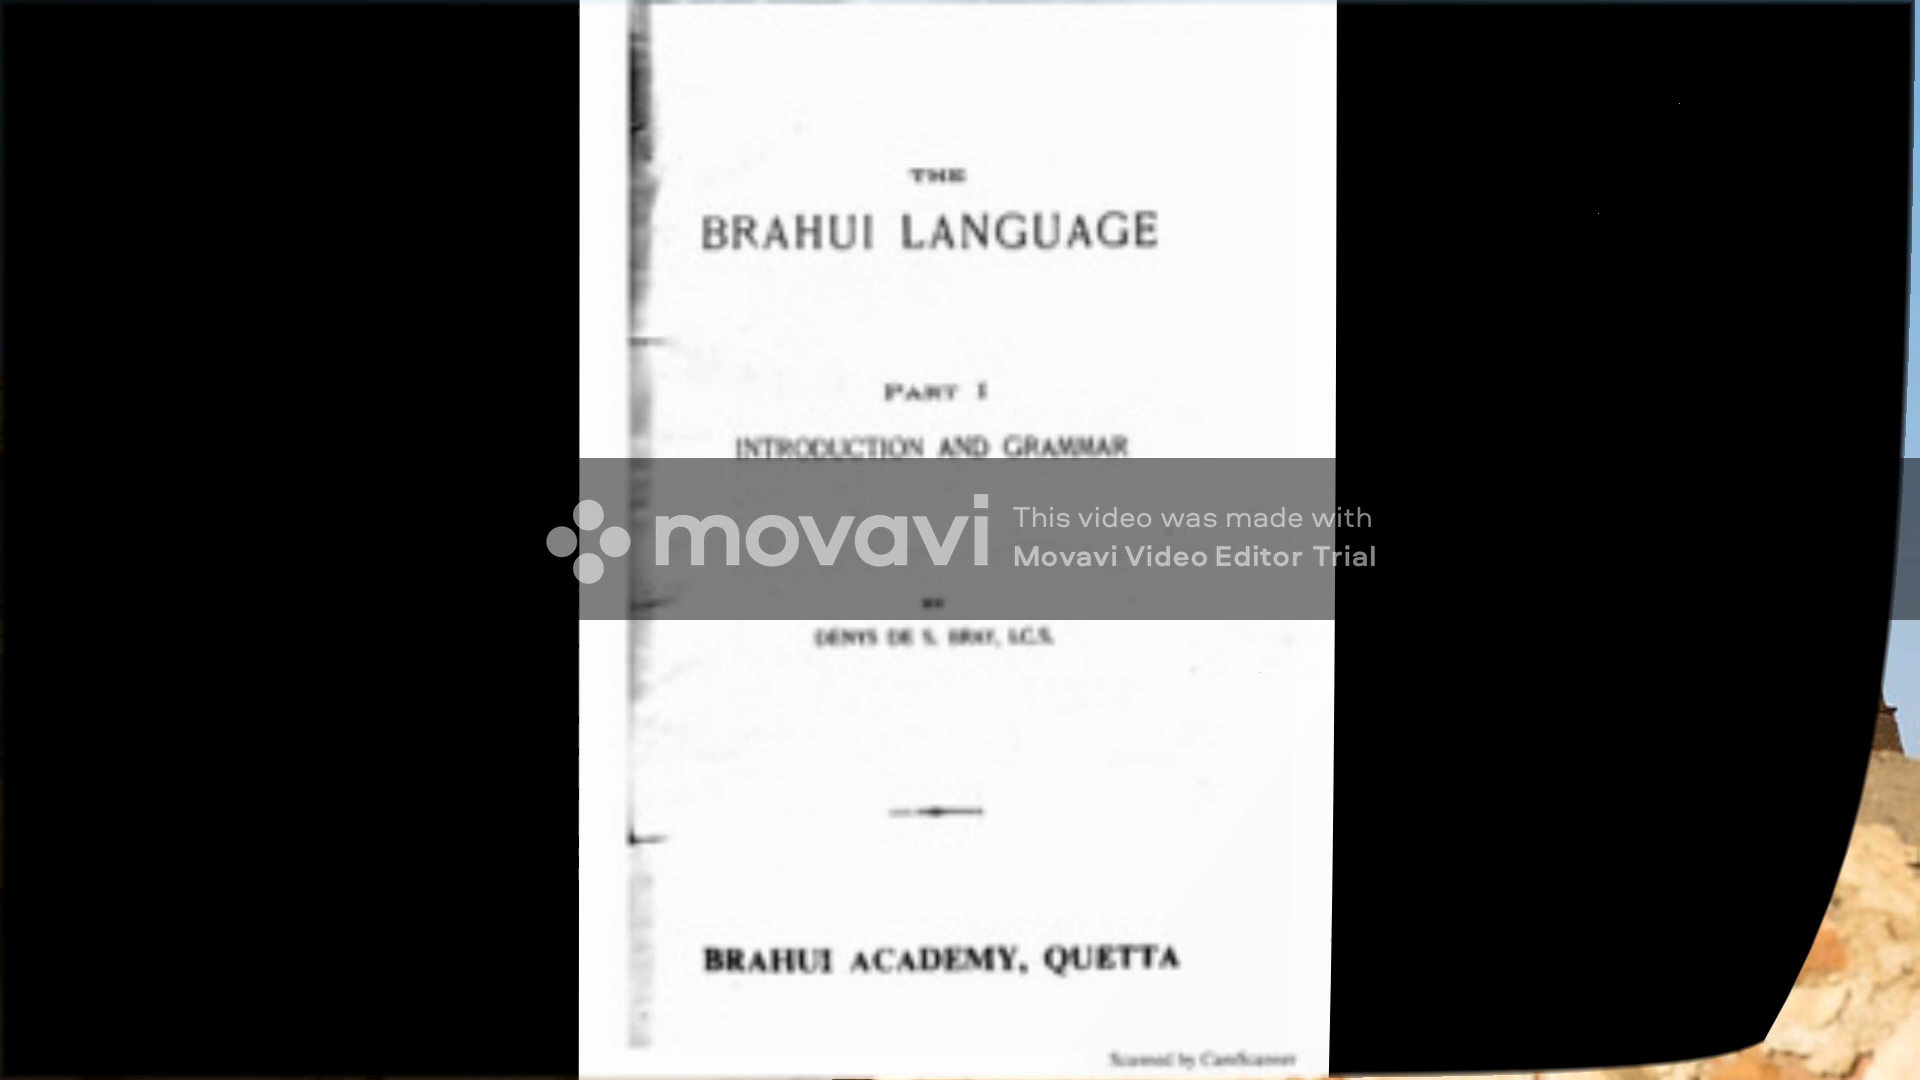 THE
BRAHUI LANGUAGE
PART I
INTRODUCTION AND GRAMMAR
movavi
This video was made with
Movavi Video Editor Trial
BY
DENYS DE S. BRAY, I.C.S.
BRAHUI ACADEMY, QUETTA
Scanned by CamScanner